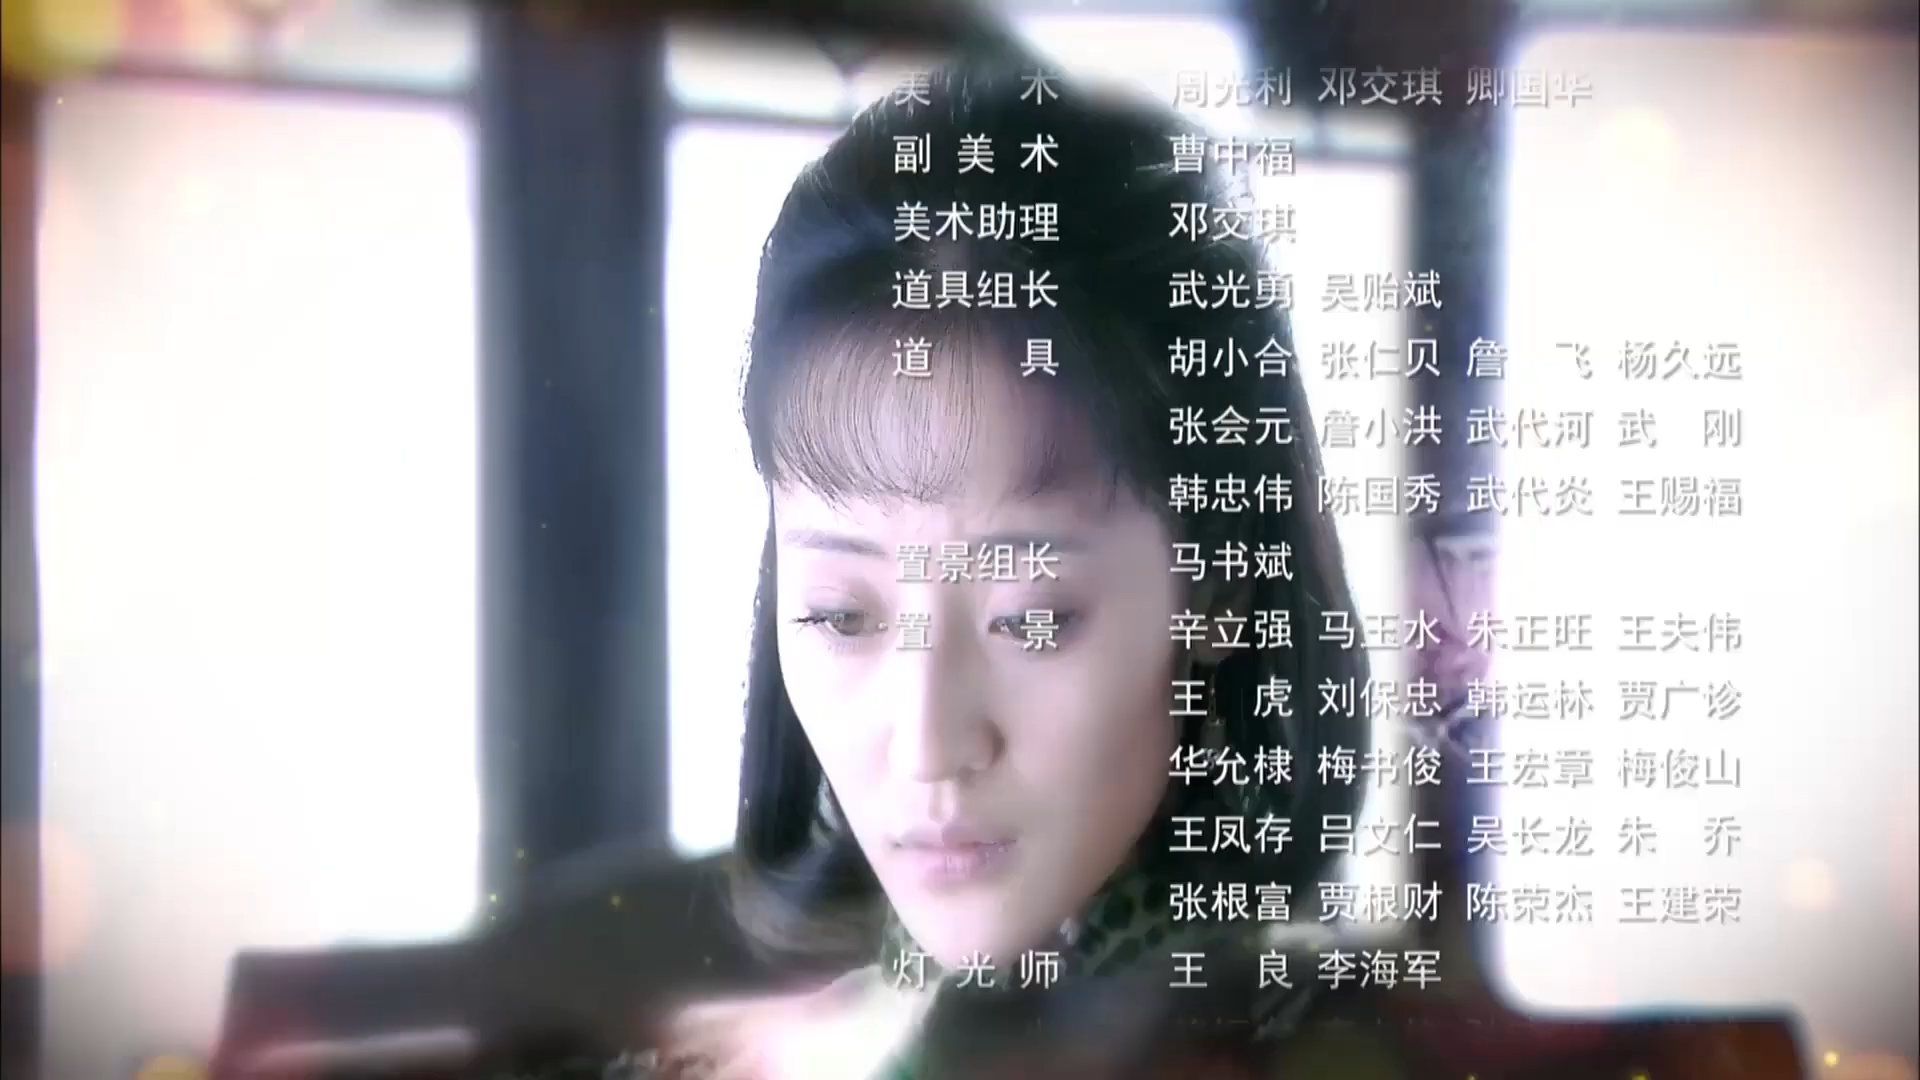 美术 周光利 邓交琪 卿国华
副美术 曹中福
美术助理 邓交琪
道具组长 武光勇 吴贻斌
道具 胡小合 张仁贝 詹飞 杨久远
张会元 詹小洪 武代河 武刚
韩忠伟 陈国秀 武代炎 王赐福
置景组长 马书斌
置景 辛立强 马玉水 朱正旺 王夫伟
王虎 刘保忠 韩运林 贾广诊
华允棣 梅书俊 王宏章 梅俊山
王凤存 吕文仁 吴长龙 朱乔
张根富 贾根财 陈荣杰 王建荣
灯光师 王良 李海军